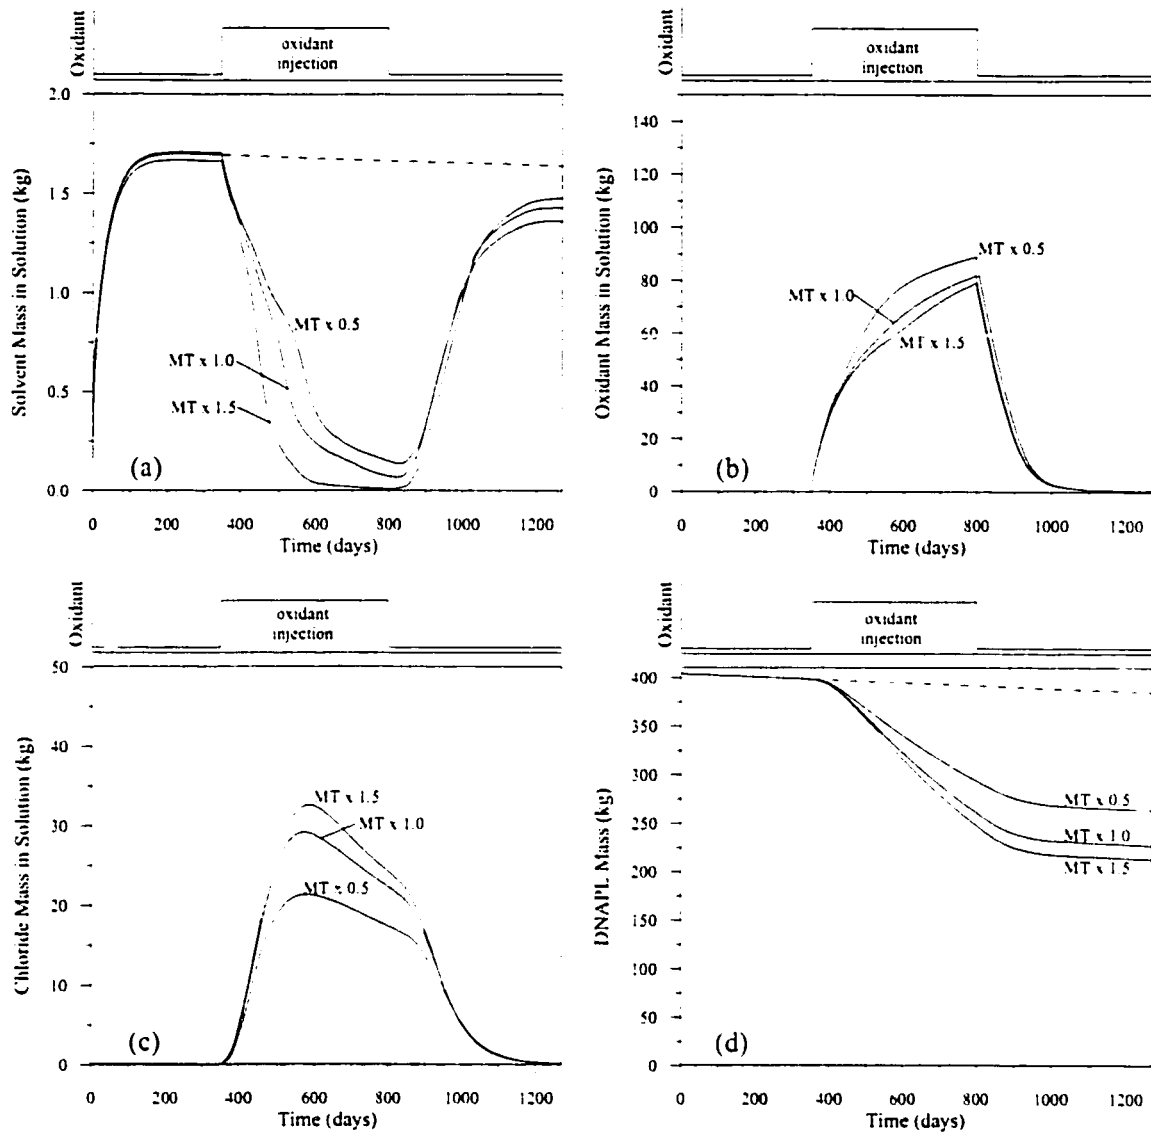 Oxidant
oxidant
injection
2.0
1.5
1.0
0.5
0.0
Solvent Mass in Solution (kg)
MT x 0.5
MT x 1.0
MT x 1.5
(a)
0 200 400 600 800 1000 1200
Time (days)
Oxidant
oxidant
injection
140
120
100
80
60
40
20
0
Oxidant Mass in Solution (kg)
MT x 0.5
MT x 1.0
MT x 1.5
(b)
0 200 400 600 800 1000 1200
Time (days)
Oxidant
oxidant
injection
50
40
30
20
10
0
Chloride Mass in Solution (kg)
MT x 1.5
MT x 1.0
MT x 0.5
(c)
0 200 400 600 800 1000 1200
Time (days)
Oxidant
oxidant
injection
400
350
300
250
200
150
100
50
0
DNAPL Mass (kg)
MT x 0.5
MT x 1.0
MT x 1.5
(d)
0 200 400 600 800 1000 1200
Time (days)